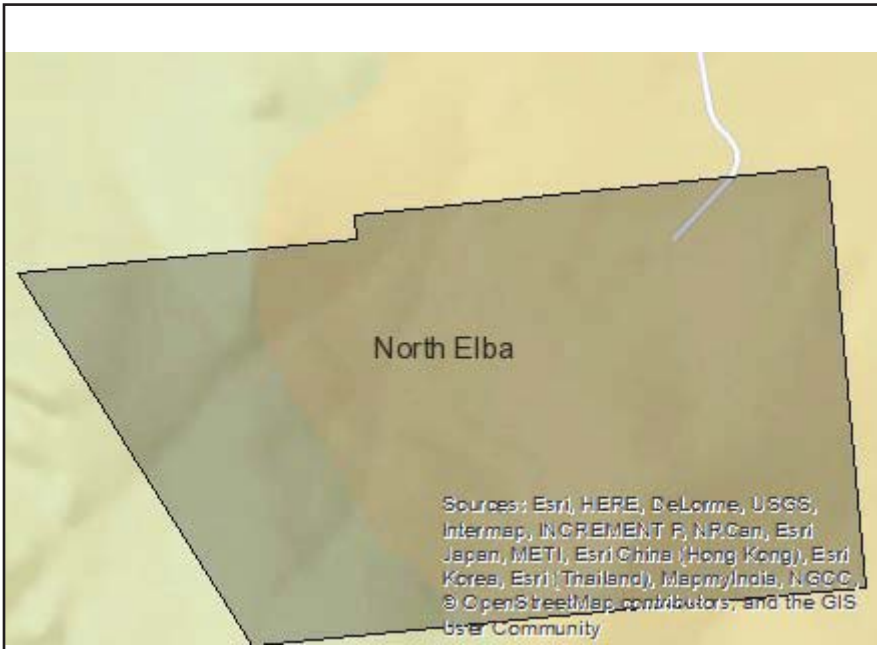 North Elba
Sources: Esri, HERE, DeLorme, USGS,
Intermap, INCREMENT P, NRCan, Esri
Japan, METI, Esri China (Hong Kong), Esri
Korea, Esri (Thailand), MapmyIndia, NGCC,
© OpenStreetMap contributors, and the GIS
User Community